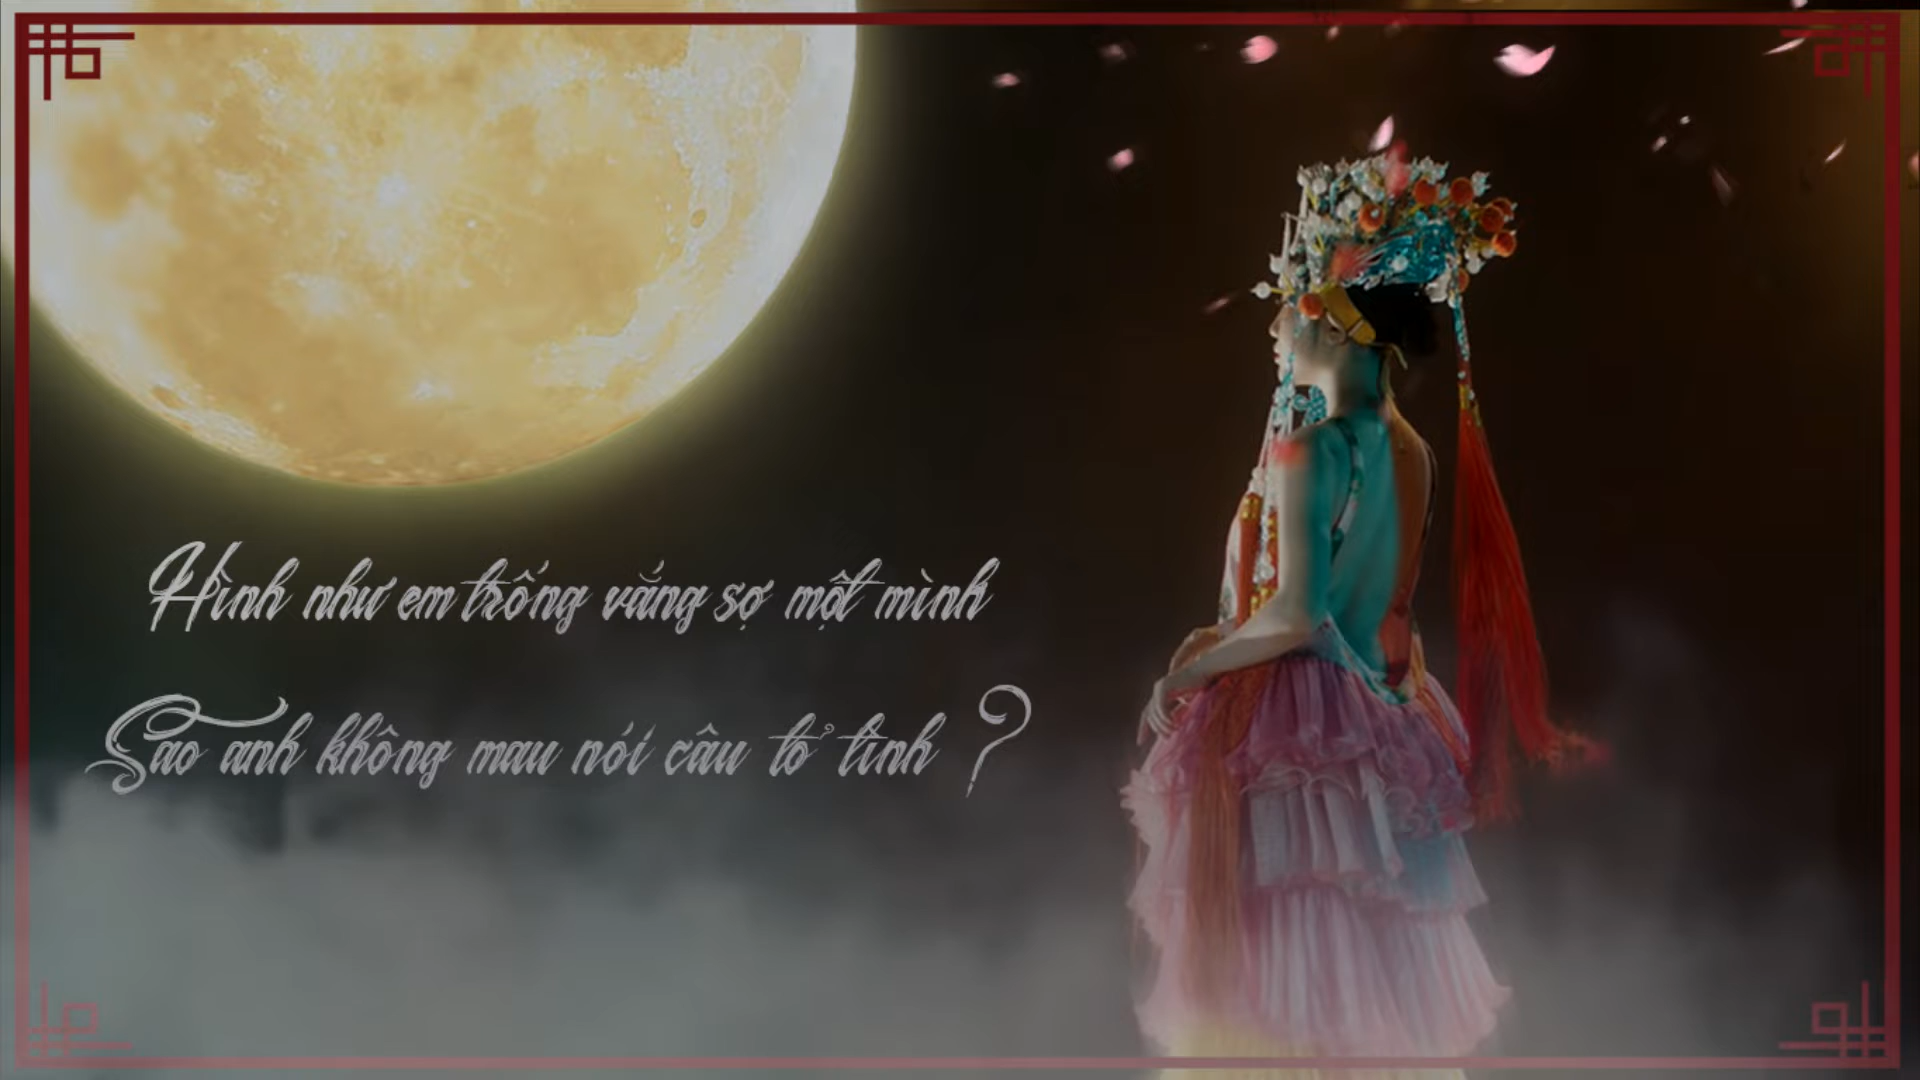 Hình như em trống vắng sợ một mình
Sao anh không mau nói câu tỏ tình ?